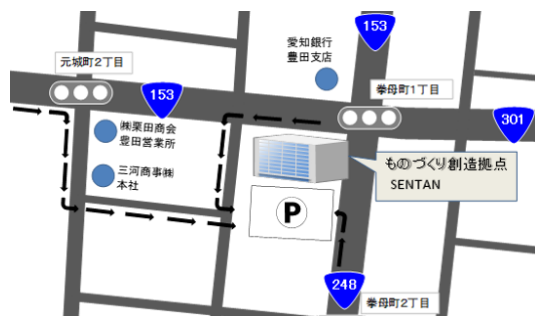 153
愛知銀行
豊田支店
元城町2丁目
153
挙母町1丁目
301
㈱栗田商会
豊田営業所
ものづくり創造拠点
SENTAN
三河商事㈱
本社
P
248
挙母町2丁目